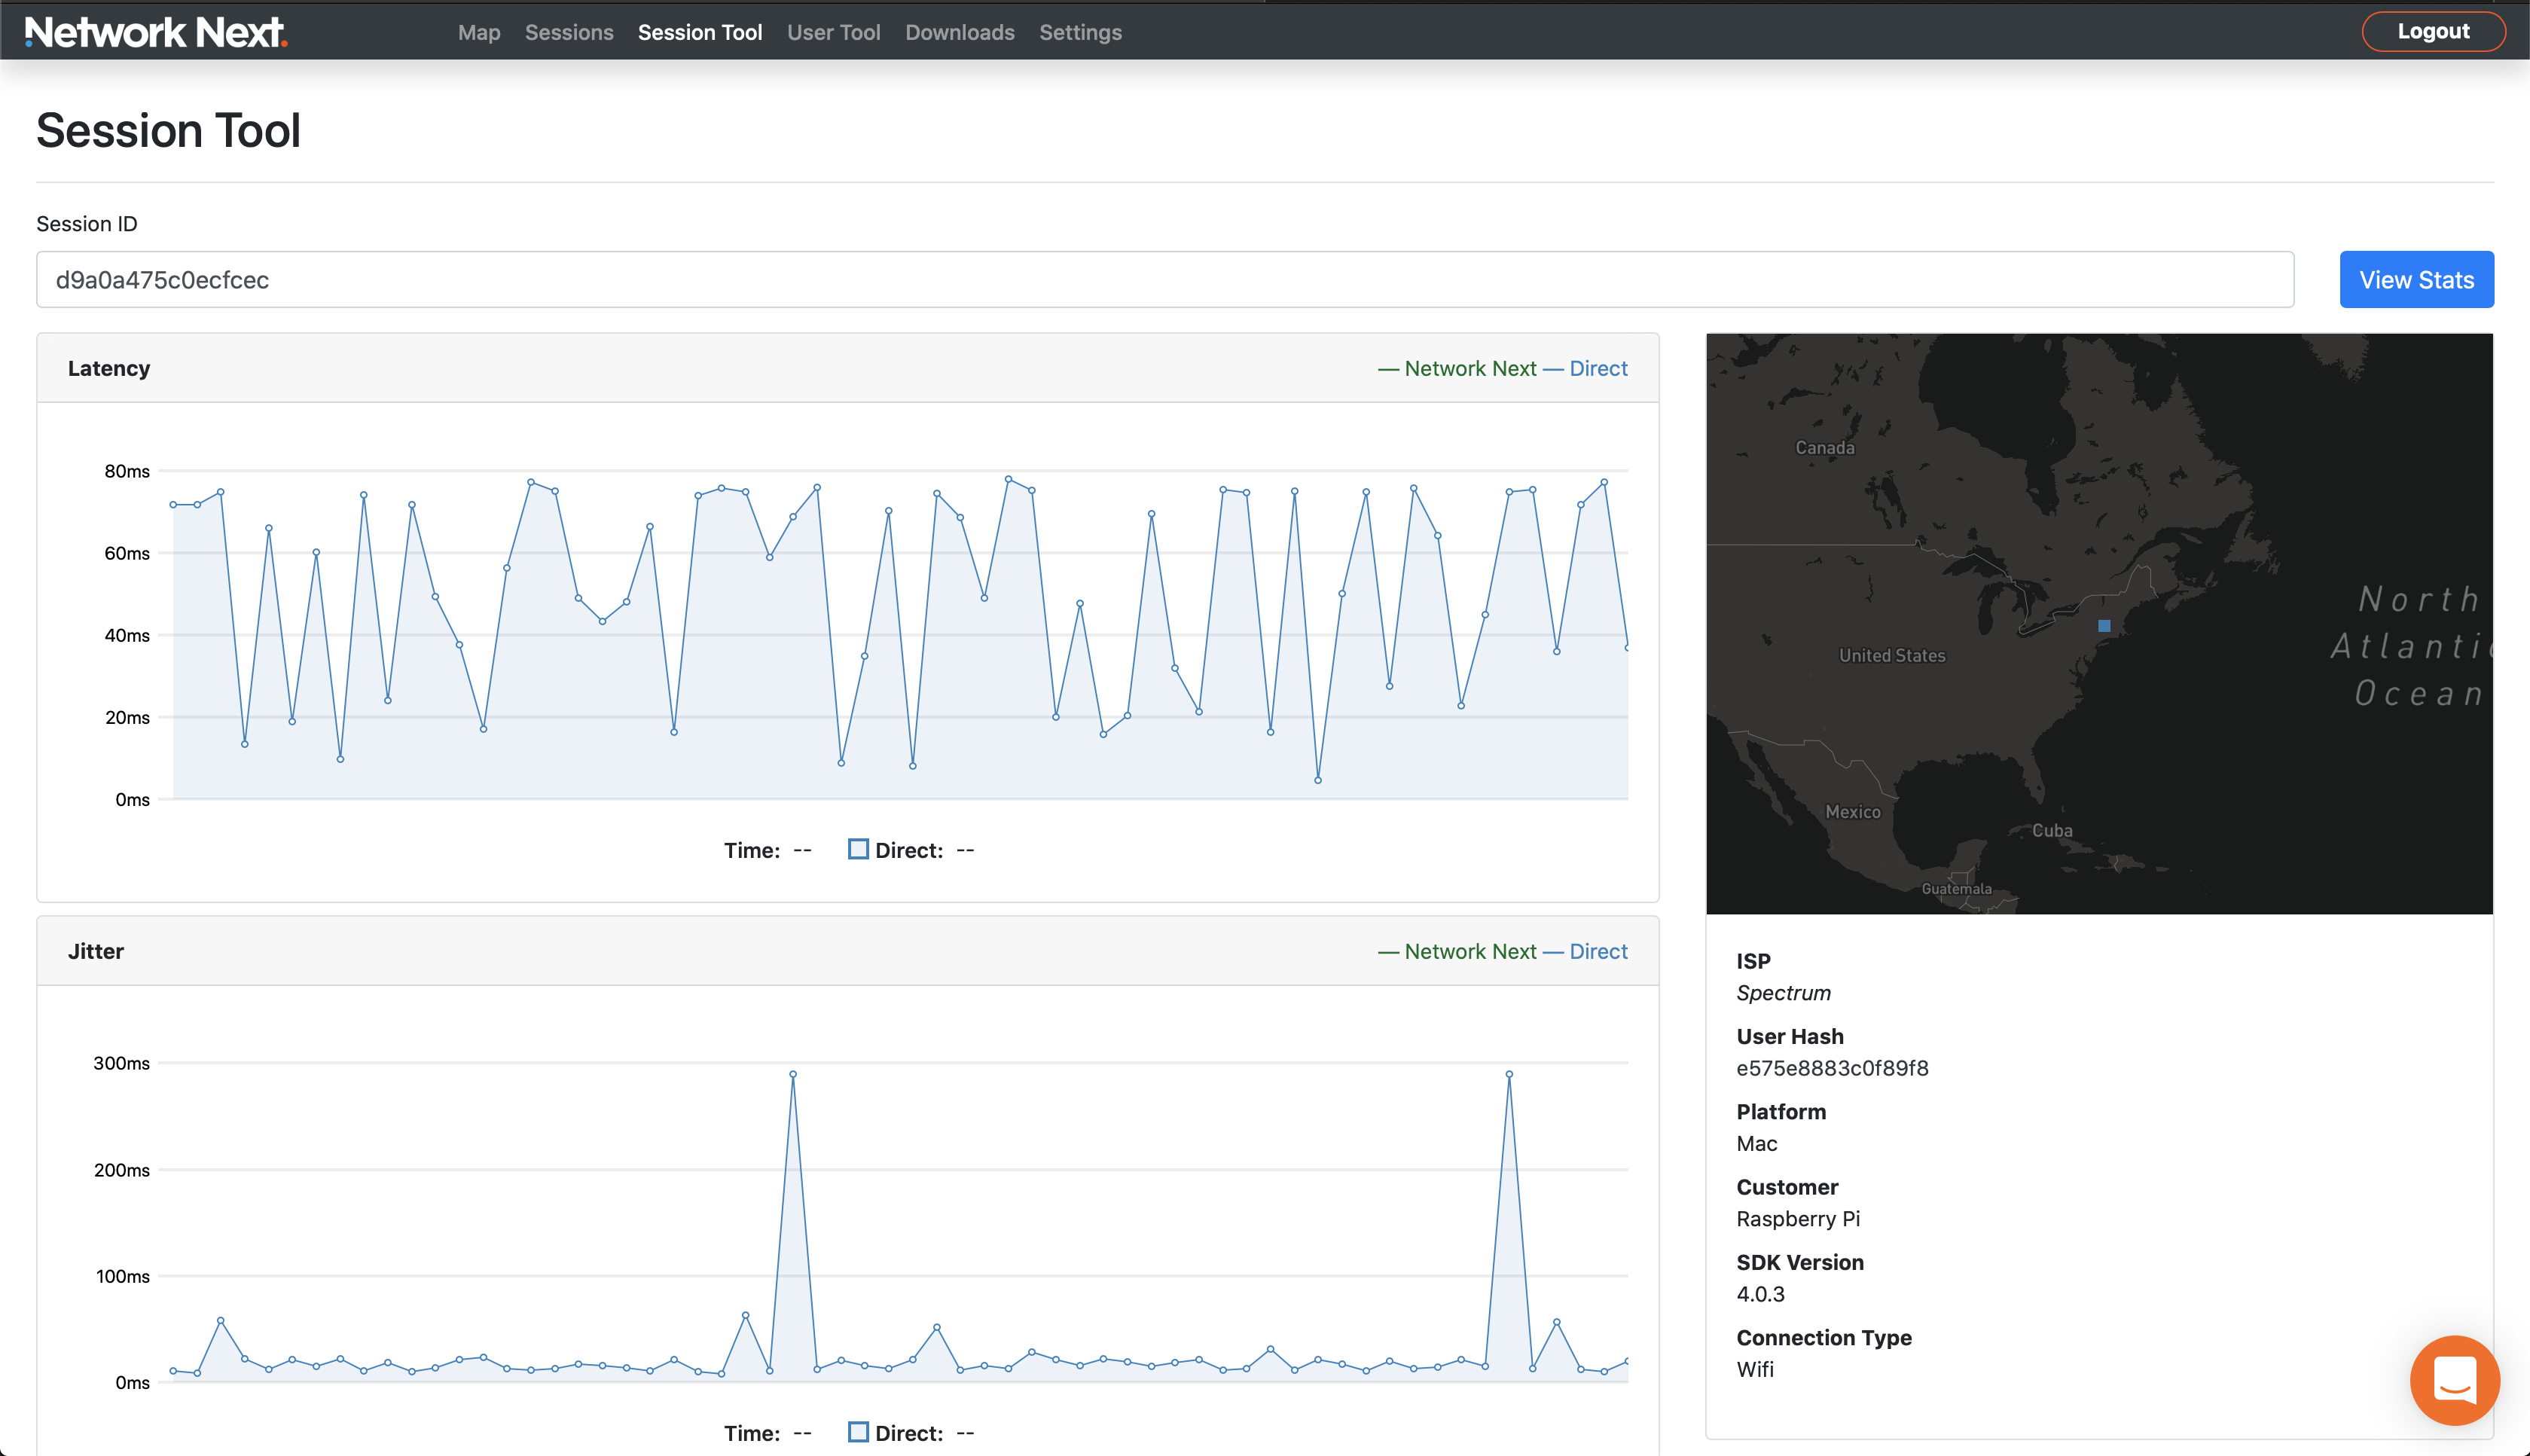 Network Next.
Map Sessions Session Tool User Tool Downloads Settings
Logout
Session Tool
Session ID
d9a0a475c0ecfcec
View Stats
Latency
— Network Next — Direct
80ms
60ms
40ms
20ms
0ms
Time: -- Direct: --
Jitter
— Network Next — Direct
300ms
200ms
100ms
0ms
Time: -- Direct: --
Canada
United States
Mexico
Cuba
Guatemala
North
Atlantic
Ocean
ISP
Spectrum
User Hash
e575e8883c0f89f8
Platform
Mac
Customer
Raspberry Pi
SDK Version
4.0.3
Connection Type
Wifi